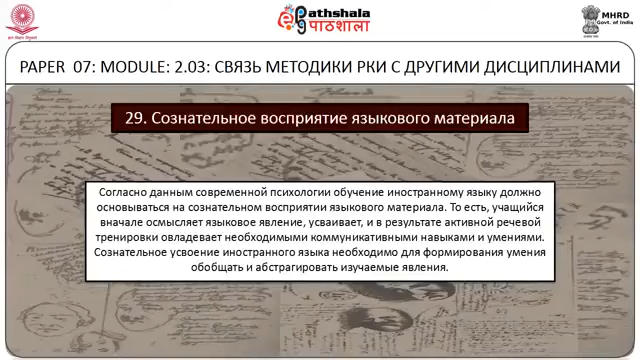 ePathshala
पाठशाला
MHRD
Govt. of India
PAPER 07: MODULE: 2.03: СВЯЗЬ МЕТОДИКИ РКИ С ДРУГИМИ ДИСЦИПЛИНАМИ
29. Сознательное восприятие языкового материала
Согласно данным современной психологии обучение иностранному языку должно
основываться на сознательном восприятии языкового материала. То есть, учащийся
вначале осмысляет языковое явление, усваивает, и в результате активной речевой
тренировки овладевает необходимыми коммуникативными навыками и умениями.
Сознательное усвоение иностранного языка необходимо для формирования умения
обобщать и абстрагировать изучаемые явления.